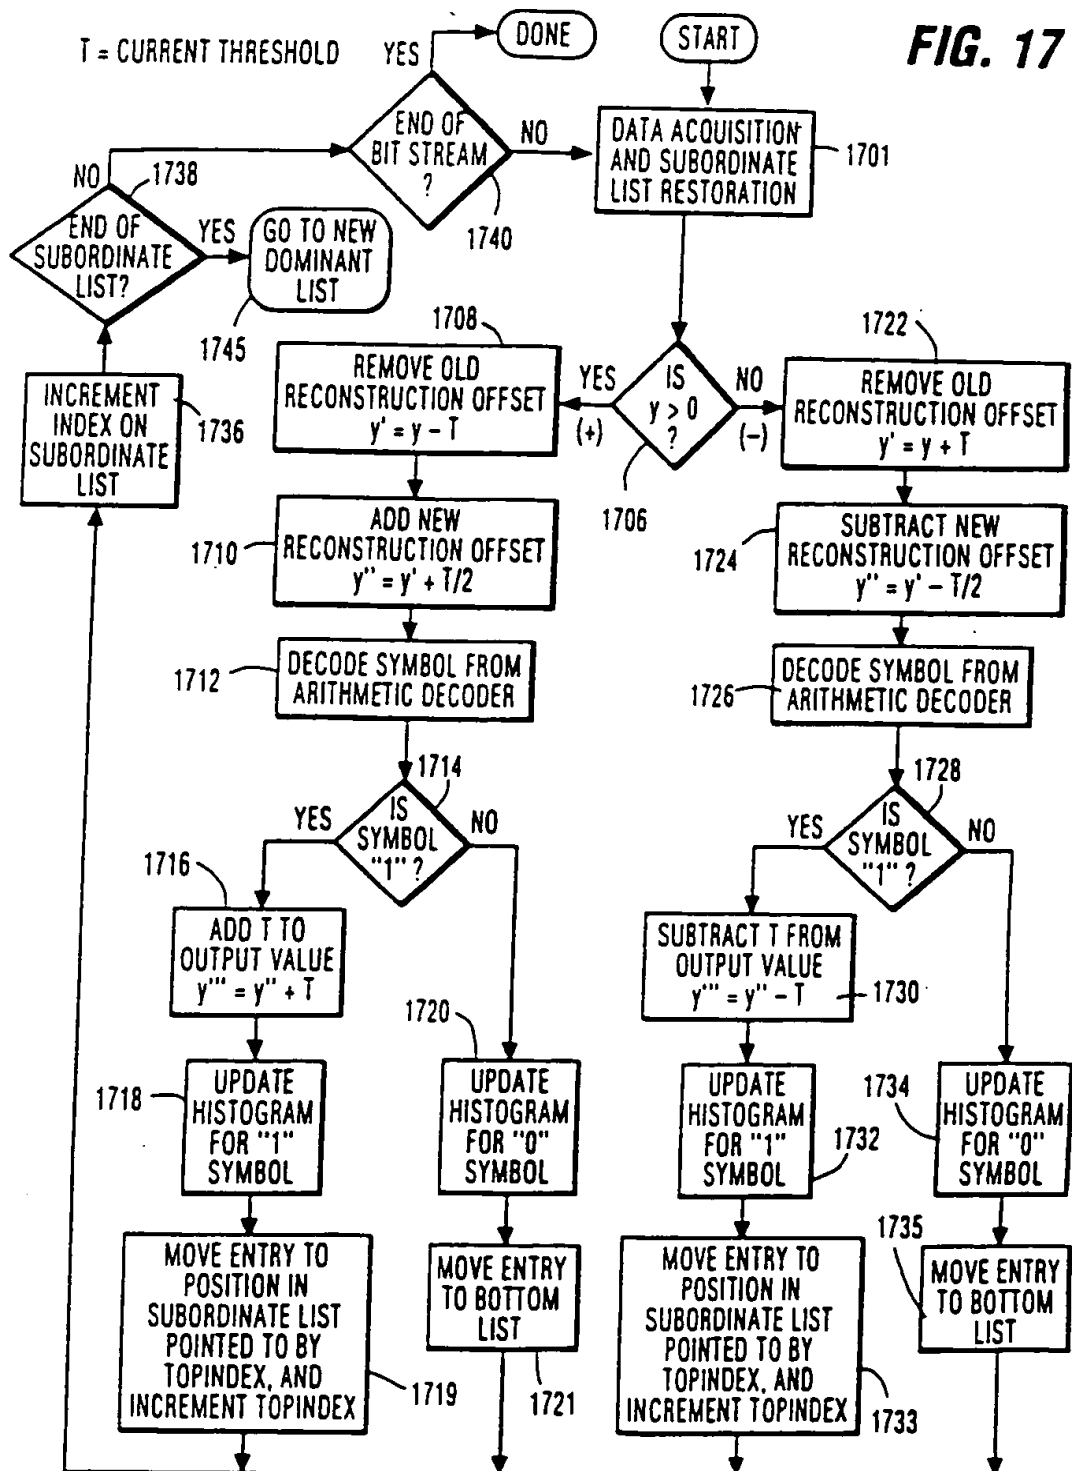 FIG. 17
T = CURRENT THRESHOLD
YES
DONE
START
END OF
BIT STREAM
?
NO
1740
DATA ACQUISITION
AND SUBORDINATE
LIST RESTORATION
1701
NO
1738
END OF
SUBORDINATE
LIST?
YES
GO TO NEW
DOMINANT
LIST
1745
INCREMENT
INDEX ON
SUBORDINATE
LIST
1736
1708
REMOVE OLD
RECONSTRUCTION OFFSET
y' = y - T
YES
(+)
IS
y > 0
?
NO
(-)
1706
1722
REMOVE OLD
RECONSTRUCTION OFFSET
y' = y + T
1710
ADD NEW
RECONSTRUCTION OFFSET
y'' = y' + T/2
1724
SUBTRACT NEW
RECONSTRUCTION OFFSET
y'' = y' - T/2
1712
DECODE SYMBOL FROM
ARITHMETIC DECODER
1726
DECODE SYMBOL FROM
ARITHMETIC DECODER
1714
YES
IS
SYMBOL
"1" ?
NO
1728
YES
IS
SYMBOL
"1" ?
NO
1716
ADD T TO
OUTPUT VALUE
y''' = y'' + T
SUBTRACT T FROM
OUTPUT VALUE
y''' = y'' - T
1730
1718
UPDATE
HISTOGRAM
FOR "1"
SYMBOL
1720
UPDATE
HISTOGRAM
FOR "0"
SYMBOL
UPDATE
HISTOGRAM
FOR "1"
SYMBOL
1732
1734
UPDATE
HISTOGRAM
FOR "0"
SYMBOL
MOVE ENTRY TO
POSITION IN
SUBORDINATE LIST
POINTED TO BY
TOPINDEX, AND
INCREMENT TOPINDEX
1719
MOVE ENTRY
TO BOTTOM
LIST
1721
MOVE ENTRY TO
POSITION IN
SUBORDINATE LIST
POINTED TO BY
TOPINDEX, AND
INCREMENT TOPINDEX
1733
1735
MOVE ENTRY
TO BOTTOM
LIST